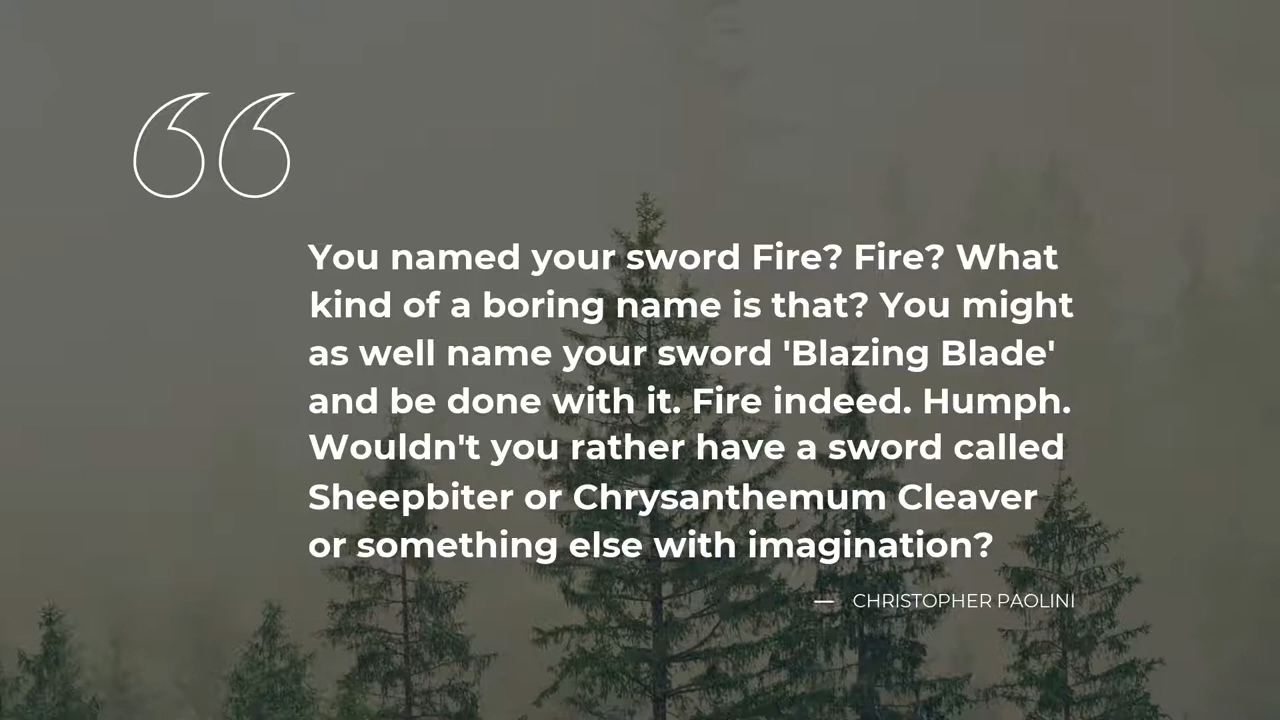 “
You named your sword Fire? Fire? What
kind of a boring name is that? You might
as well name your sword 'Blazing Blade'
and be done with it. Fire indeed. Humph.
Wouldn't you rather have a sword called
Sheepbiter or Chrysanthemum Cleaver
or something else with imagination?
— CHRISTOPHER PAOLINI